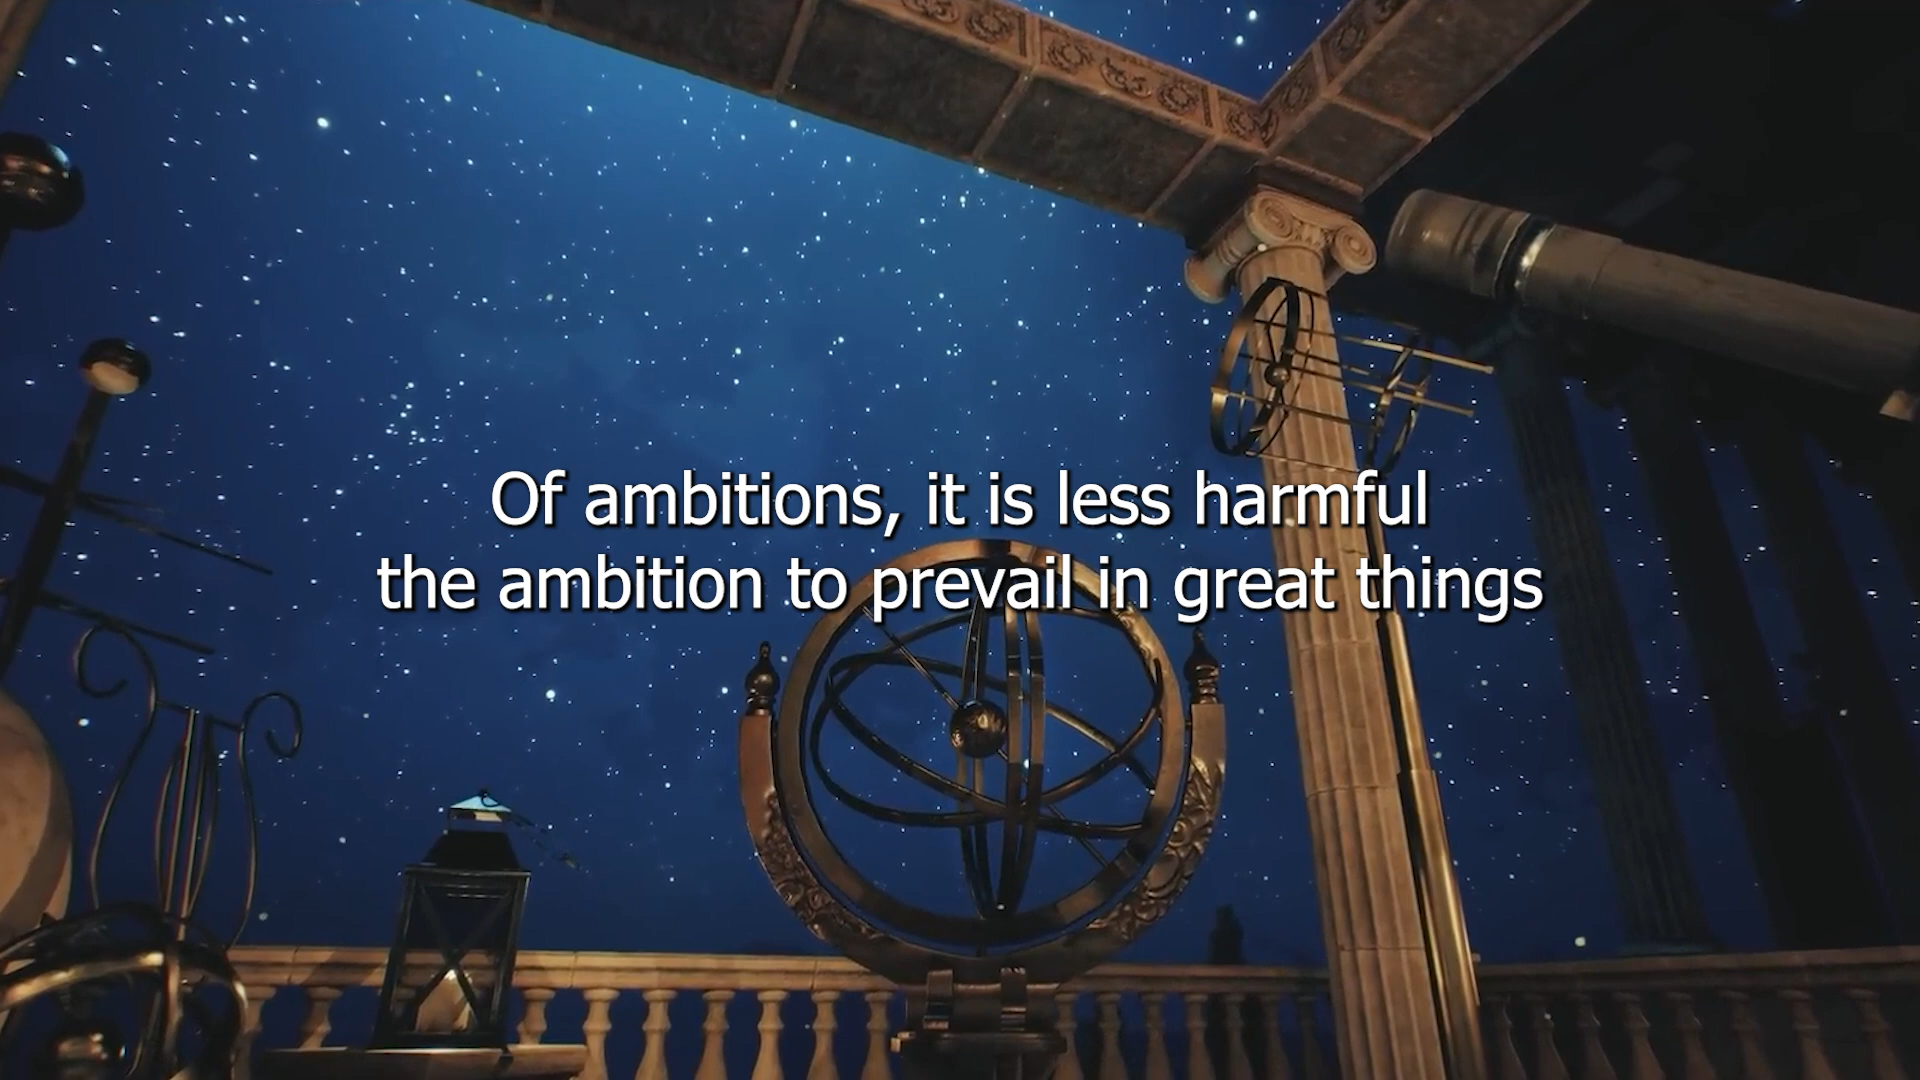 Of ambitions, it is less harmful
the ambition to prevail in great things